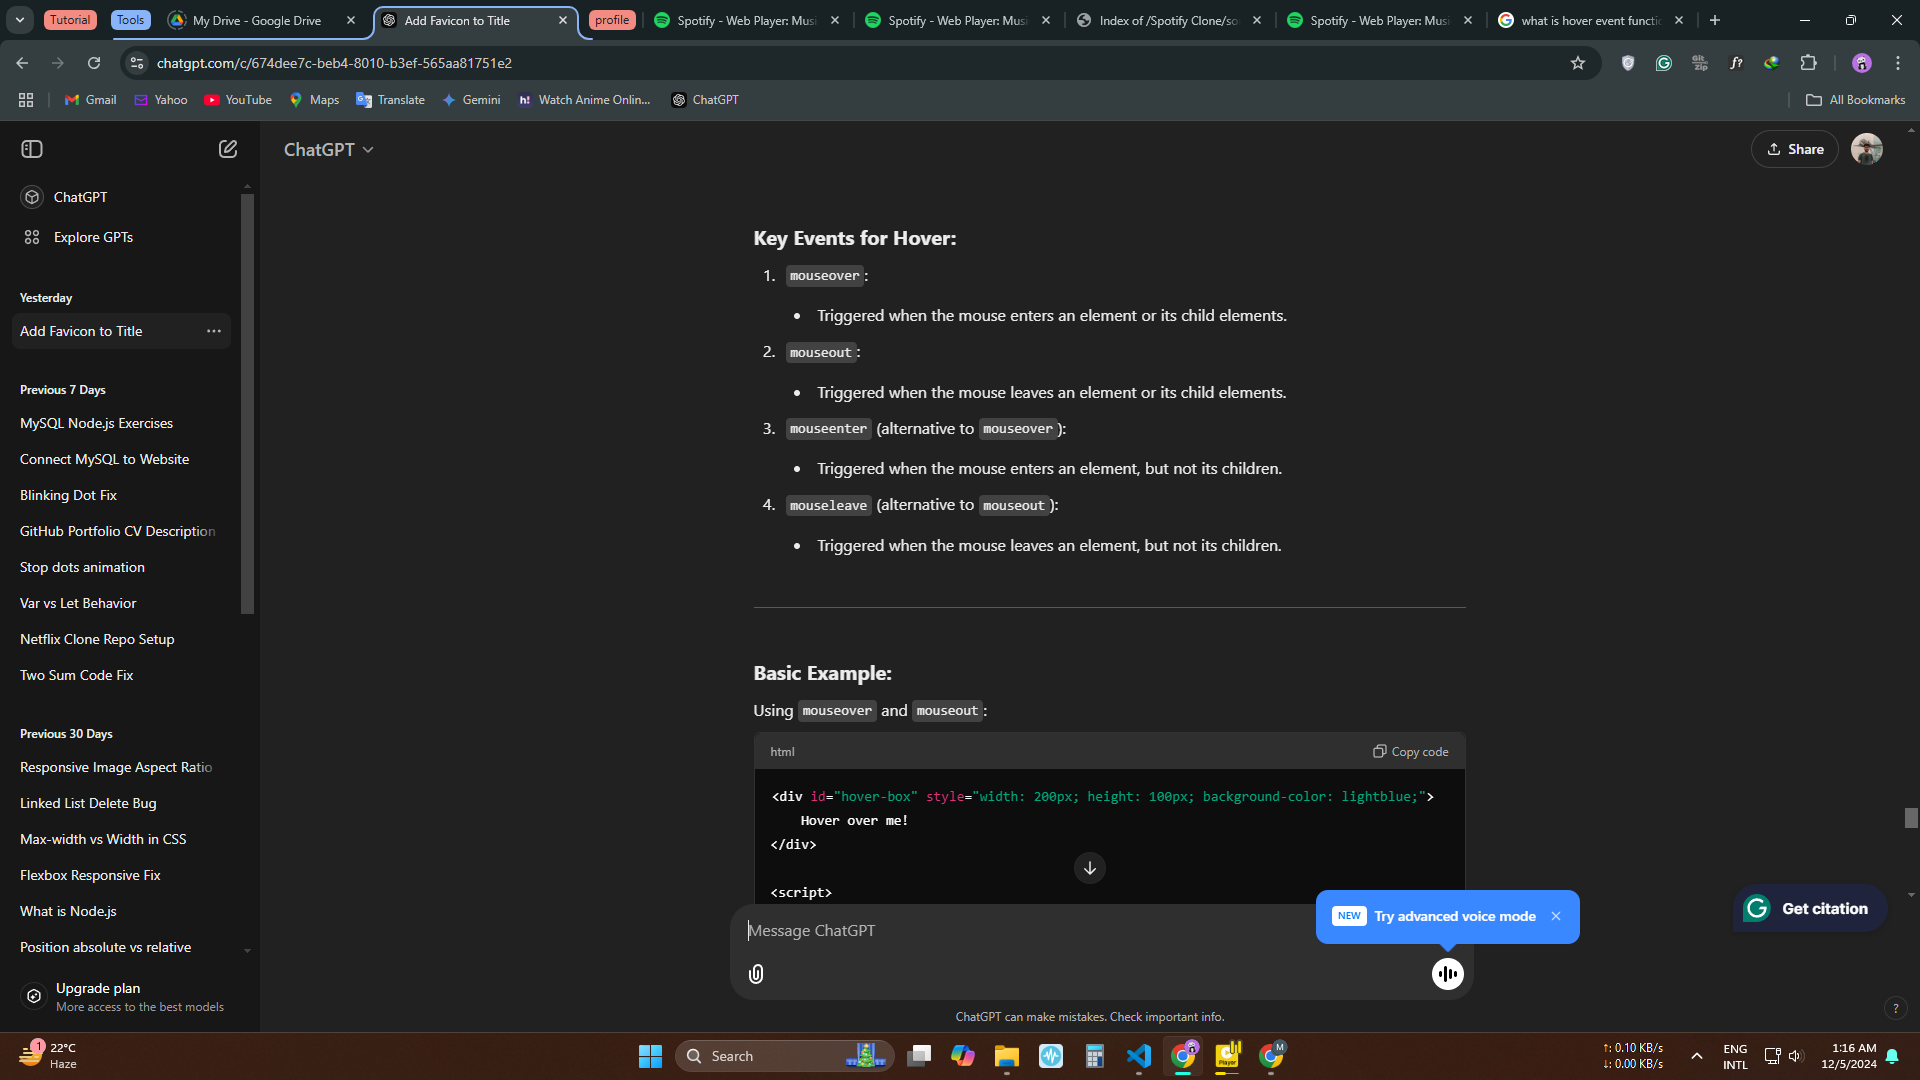 Tutorial
Tools
My Drive - Google Drive
Add Favicon to Title
profile
Spotify - Web Player: Musi
Spotify - Web Player: Musi
Index of /Spotify Clone/so
Spotify - Web Player: Musi
what is hover event functi
chatgpt.com/c/674dee7c-beb4-8010-b3ef-565aa81751e2
Gmail
Yahoo
YouTube
Maps
Translate
Gemini
Watch Anime Onlin...
ChatGPT
All Bookmarks
ChatGPT
Share
ChatGPT
Explore GPTs
Yesterday
Add Favicon to Title
Previous 7 Days
MySQL Node.js Exercises
Connect MySQL to Website
Blinking Dot Fix
GitHub Portfolio CV Description
Stop dots animation
Var vs Let Behavior
Netflix Clone Repo Setup
Two Sum Code Fix
Previous 30 Days
Responsive Image Aspect Ratio
Linked List Delete Bug
Max-width vs Width in CSS
Flexbox Responsive Fix
What is Node.js
Position absolute vs relative
Upgrade plan
More access to the best models
Key Events for Hover:
1. mouseover:
• Triggered when the mouse enters an element or its child elements.
2. mouseout:
• Triggered when the mouse leaves an element or its child elements.
3. mouseenter (alternative to mouseover):
• Triggered when the mouse enters an element, but not its children.
4. mouseleave (alternative to mouseout):
• Triggered when the mouse leaves an element, but not its children.
Basic Example:
Using mouseover and mouseout:
html
Copy code
<div id="hover-box" style="width: 200px; height: 100px; background-color: lightblue;">
Hover over me!
</div>
<script>
NEW Try advanced voice mode
Get citation
Message ChatGPT
ChatGPT can make mistakes. Check important info.
?
1
22°C
Haze
Search
Player
M
↑: 0.10 KB/s
↓: 0.00 KB/s
ENG
INTL
1:16 AM
12/5/2024